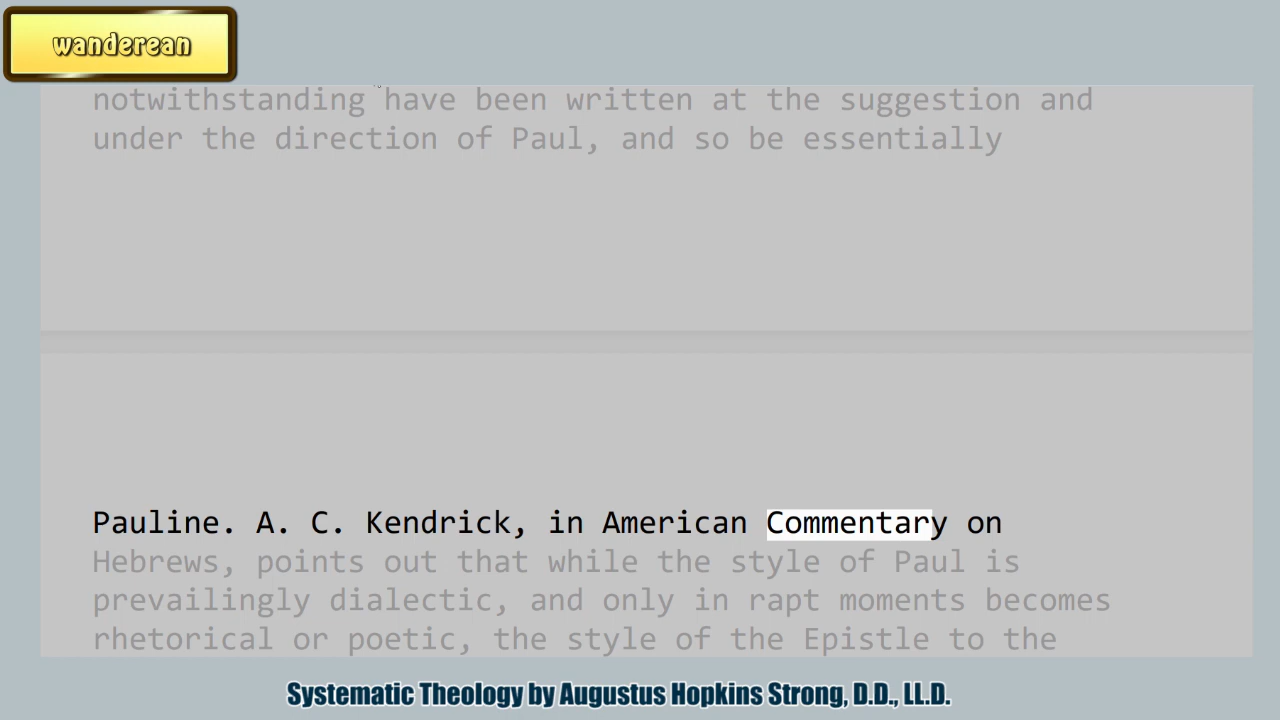 wanderean
notwithstanding have been written at the suggestion and
under the direction of Paul, and so be essentially
Pauline. A. C. Kendrick, in American Commentary on
Hebrews, points out that while the style of Paul is
prevailingly dialectic, and only in rapt moments becomes
rhetorical or poetic, the style of the Epistle to the
Systematic Theology by Augustus Hopkins Strong, D.D., LL.D.